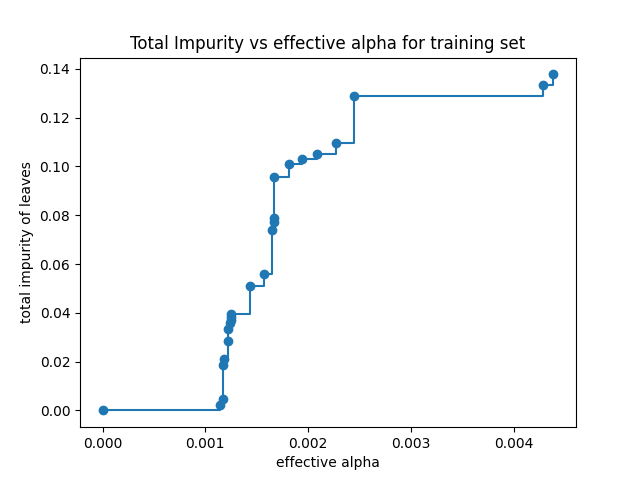 Total Impurity vs effective alpha for training set
total impurity of leaves
0.14
0.12
0.10
0.08
0.06
0.04
0.02
0.00
0.000 0.001 0.002 0.003 0.004
effective alpha